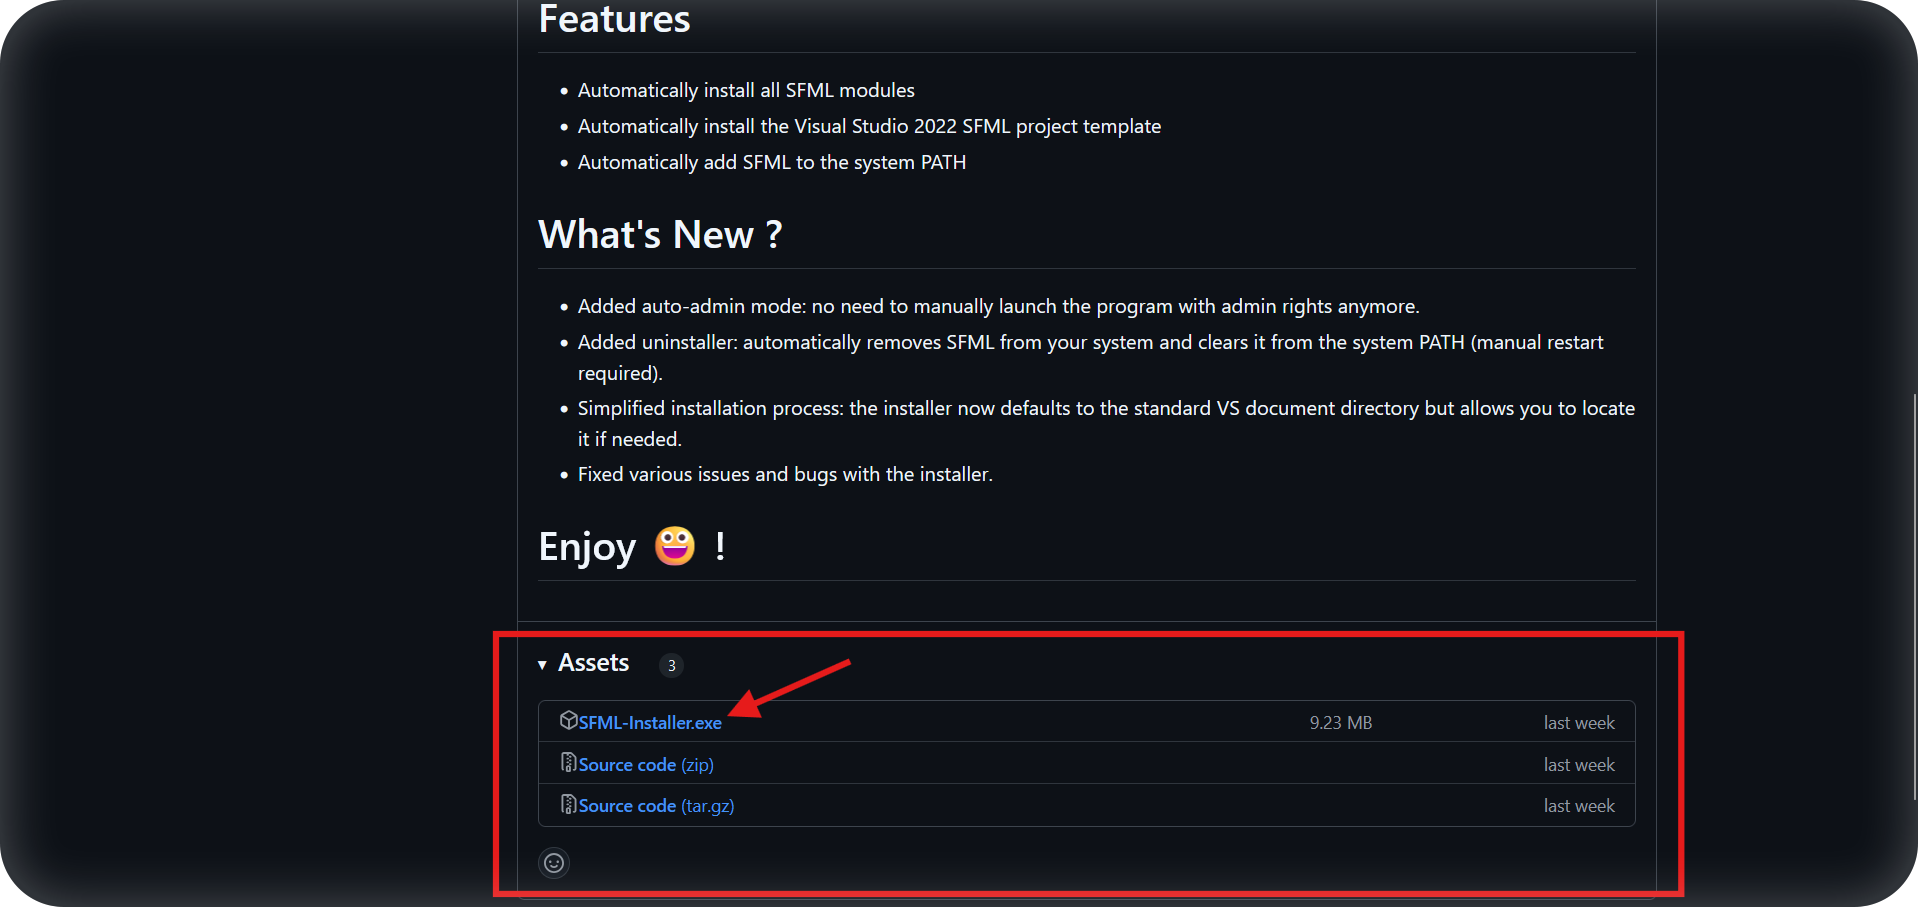 Features
• Automatically install all SFML modules
• Automatically install the Visual Studio 2022 SFML project template
• Automatically add SFML to the system PATH
What's New ?
• Added auto-admin mode: no need to manually launch the program with admin rights anymore.
• Added uninstaller: automatically removes SFML from your system and clears it from the system PATH (manual restart
required).
• Simplified installation process: the installer now defaults to the standard VS document directory but allows you to locate
it if needed.
• Fixed various issues and bugs with the installer.
Enjoy 😀 !
Assets 3
SFML-Installer.exe 9.23 MB last week
Source code (zip) last week
Source code (tar.gz) last week